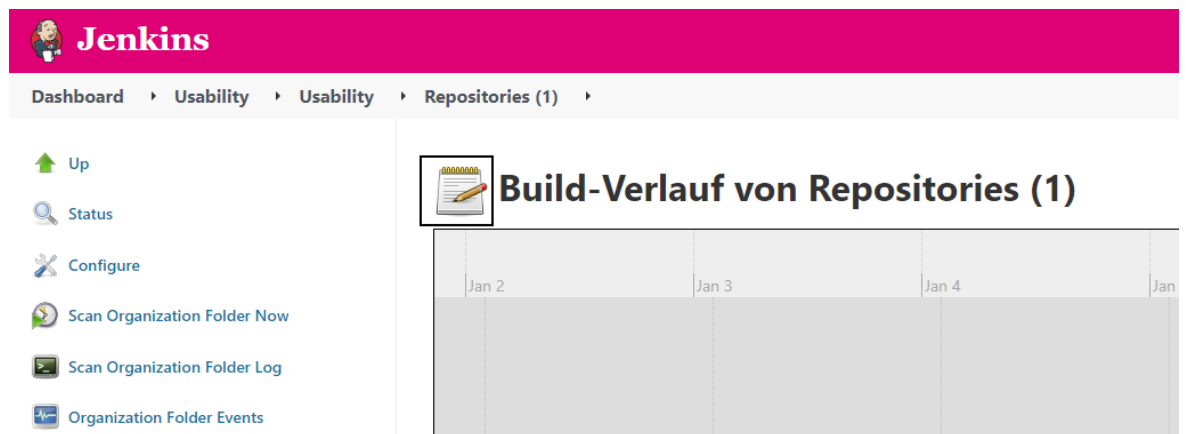 Jenkins
Dashboard Usability Usability Repositories (1)
Up
Status
Configure
Scan Organization Folder Now
Scan Organization Folder Log
Organization Folder Events
Build-Verlauf von Repositories (1)
Jan 2 Jan 3 Jan 4 Jan